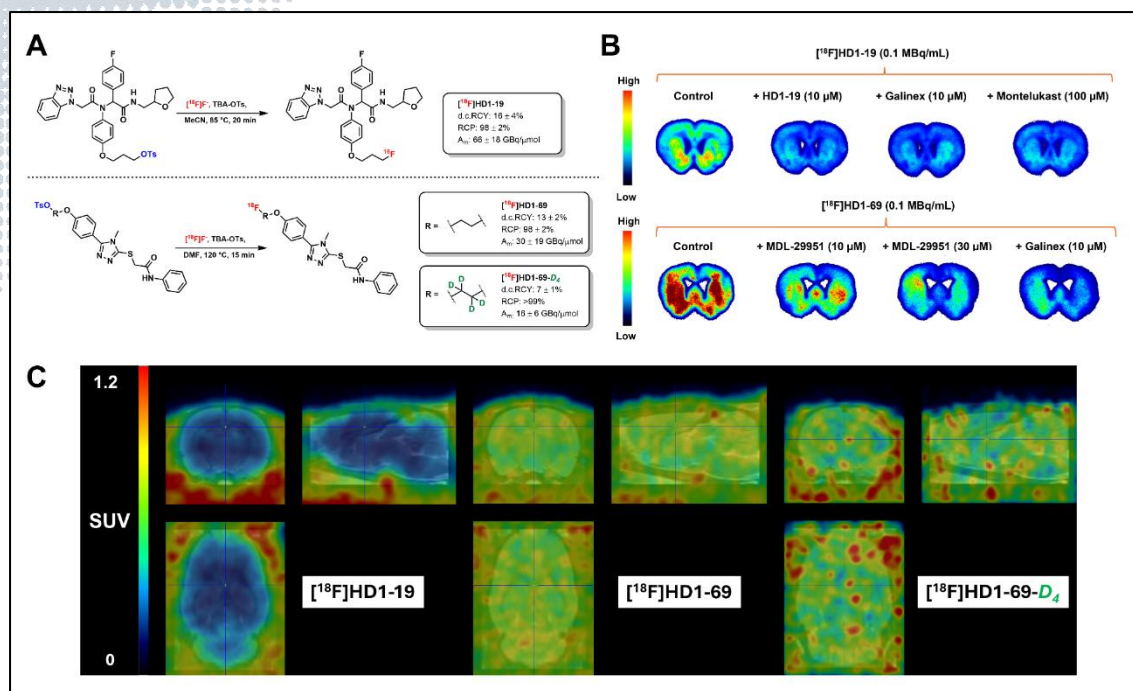 A
[¹⁸F]F⁻, TBA-OTs,
MeCN, 85 °C, 20 min
[¹⁸F]HD1-19
d.c.RCY: 16 ± 4%
RCP: 98 ± 2%
Aₘ: 66 ± 18 GBq/μmol
F
N
N
N
O
N
O
H
N
O
O
OTs
F
N
N
N
O
N
O
H
N
O
O
¹⁸F
TsO
R
O
N
N
N
S
O
HN
[¹⁸F]F⁻, TBA-OTs,
DMF, 120 °C, 15 min
¹⁸F
R
O
N
N
N
S
O
HN
R =
[¹⁸F]HD1-69
d.c.RCY: 13 ± 2%
RCP: 98 ± 2%
Aₘ: 30 ± 19 GBq/μmol
R =
D
D
D
D
[¹⁸F]HD1-69-D₄
d.c.RCY: 7 ± 1%
RCP: >99%
Aₘ: 16 ± 6 GBq/μmol
B
[¹⁸F]HD1-19 (0.1 MBq/mL)
High
Low
Control
+ HD1-19 (10 μM)
+ Galinex (10 μM)
+ Montelukast (100 μM)
[¹⁸F]HD1-69 (0.1 MBq/mL)
High
Low
Control
+ MDL-29951 (10 μM)
+ MDL-29951 (30 μM)
+ Galinex (10 μM)
C
1.2
SUV
0
[¹⁸F]HD1-19
[¹⁸F]HD1-69
[¹⁸F]HD1-69-D₄